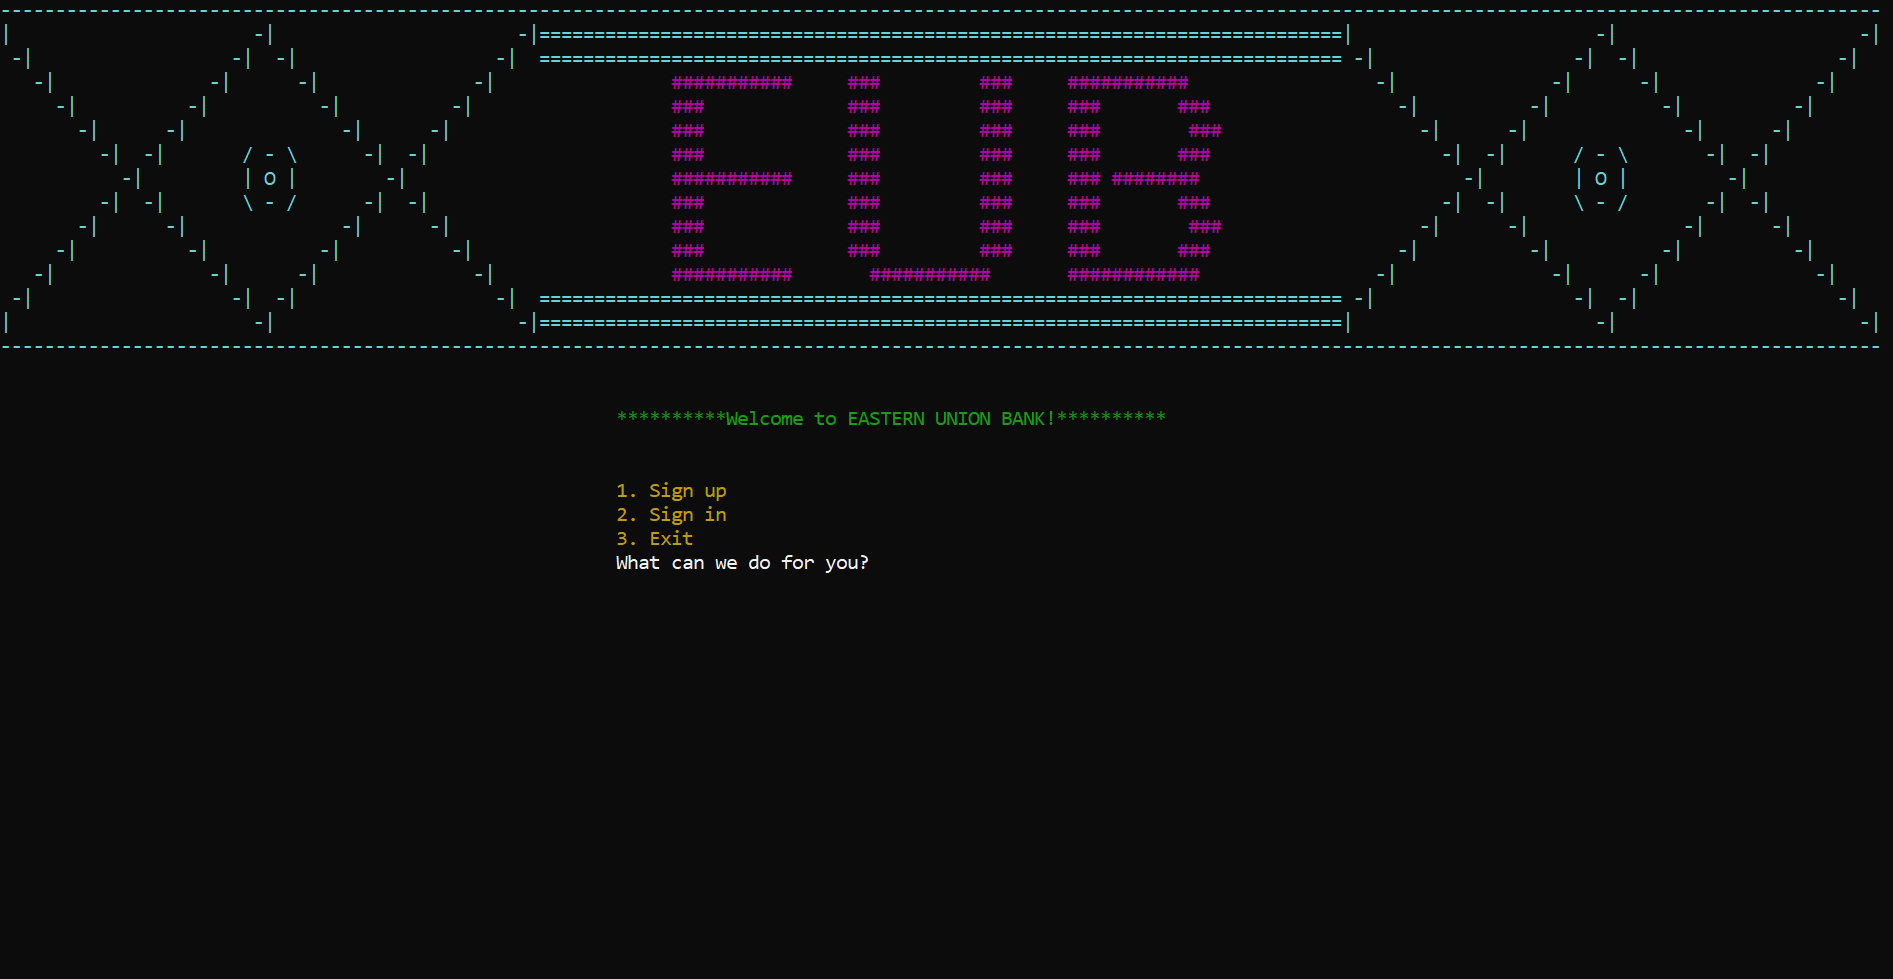 EUB
**********Welcome to EASTERN UNION BANK!**********
1. Sign up
2. Sign in
3. Exit
What can we do for you?